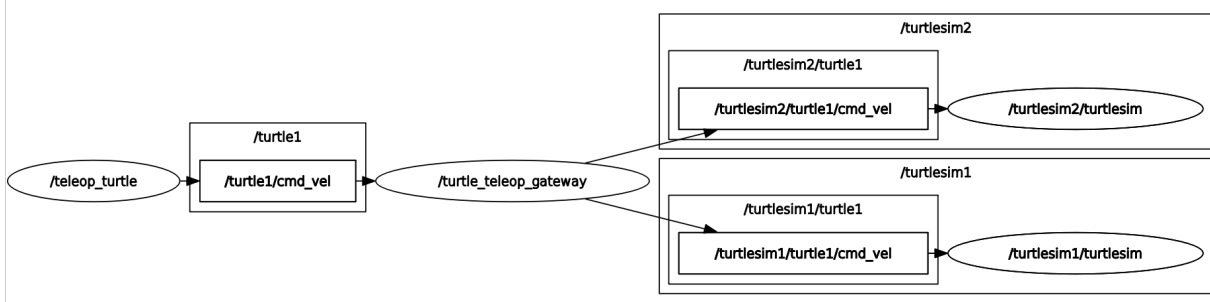 /teleop_turtle
/turtle1
/turtle1/cmd_vel
/turtle_teleop_gateway
/turtlesim2
/turtlesim2/turtle1
/turtlesim2/turtle1/cmd_vel
/turtlesim2/turtlesim
/turtlesim1
/turtlesim1/turtle1
/turtlesim1/turtle1/cmd_vel
/turtlesim1/turtlesim